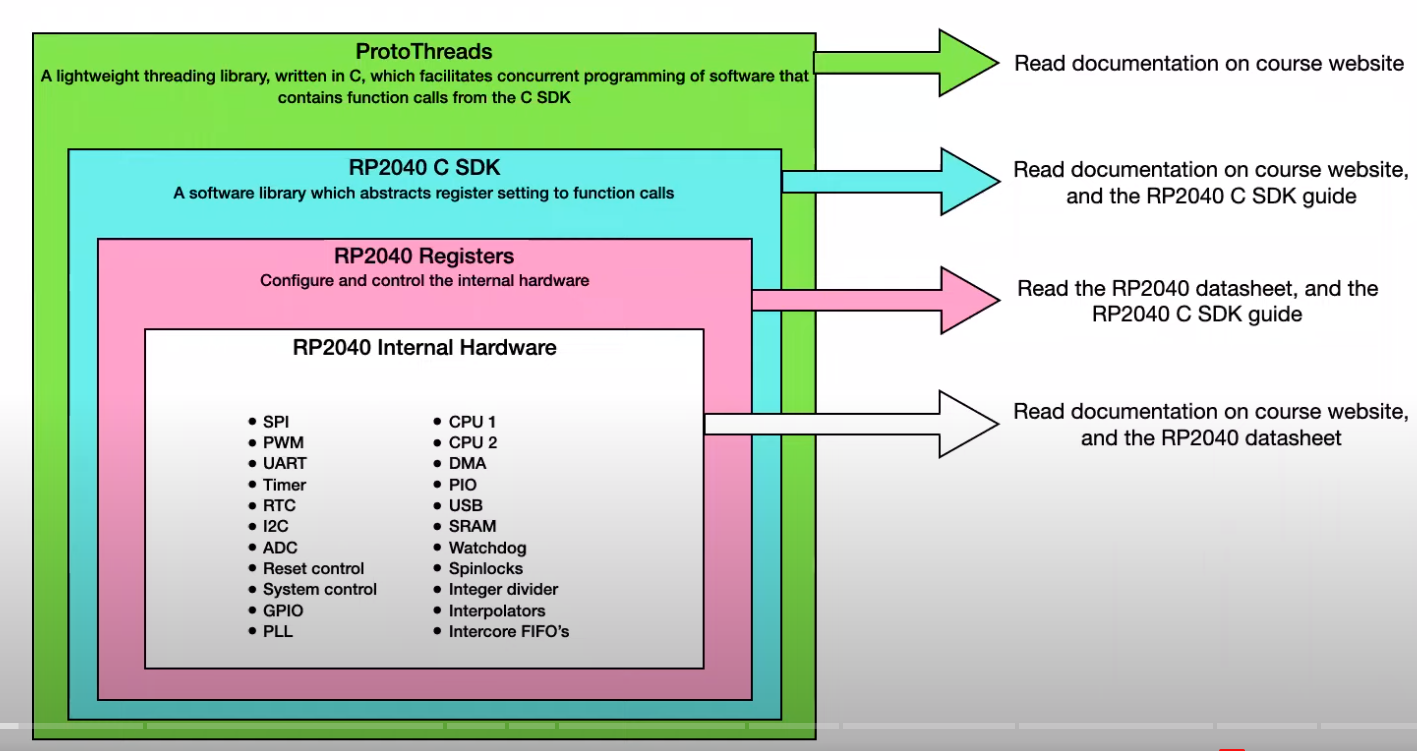 ProtoThreads
A lightweight threading library, written in C, which facilitates concurrent programming of software that
contains function calls from the C SDK
Read documentation on course website
RP2040 C SDK
A software library which abstracts register setting to function calls
Read documentation on course website,
and the RP2040 C SDK guide
RP2040 Registers
Configure and control the internal hardware
Read the RP2040 datasheet, and the
RP2040 C SDK guide
RP2040 Internal Hardware
• SPI
• PWM
• UART
• Timer
• RTC
• I2C
• ADC
• Reset control
• System control
• GPIO
• PLL
• CPU 1
• CPU 2
• DMA
• PIO
• USB
• SRAM
• Watchdog
• Spinlocks
• Integer divider
• Interpolators
• Intercore FIFO’s
Read documentation on course website,
and the RP2040 datasheet